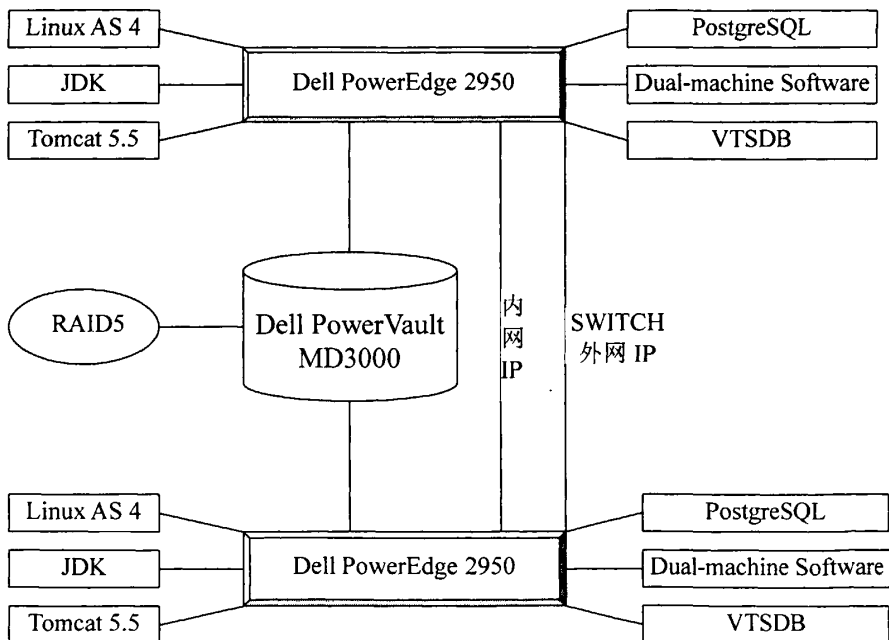 Linux AS 4
PostgreSQL
JDK
Dell PowerEdge 2950
Dual-machine Software
Tomcat 5.5
VTSDB
RAID5
Dell PowerVault
MD3000
内
网
IP
SWITCH
外网 IP
Linux AS 4
PostgreSQL
JDK
Dell PowerEdge 2950
Dual-machine Software
Tomcat 5.5
VTSDB